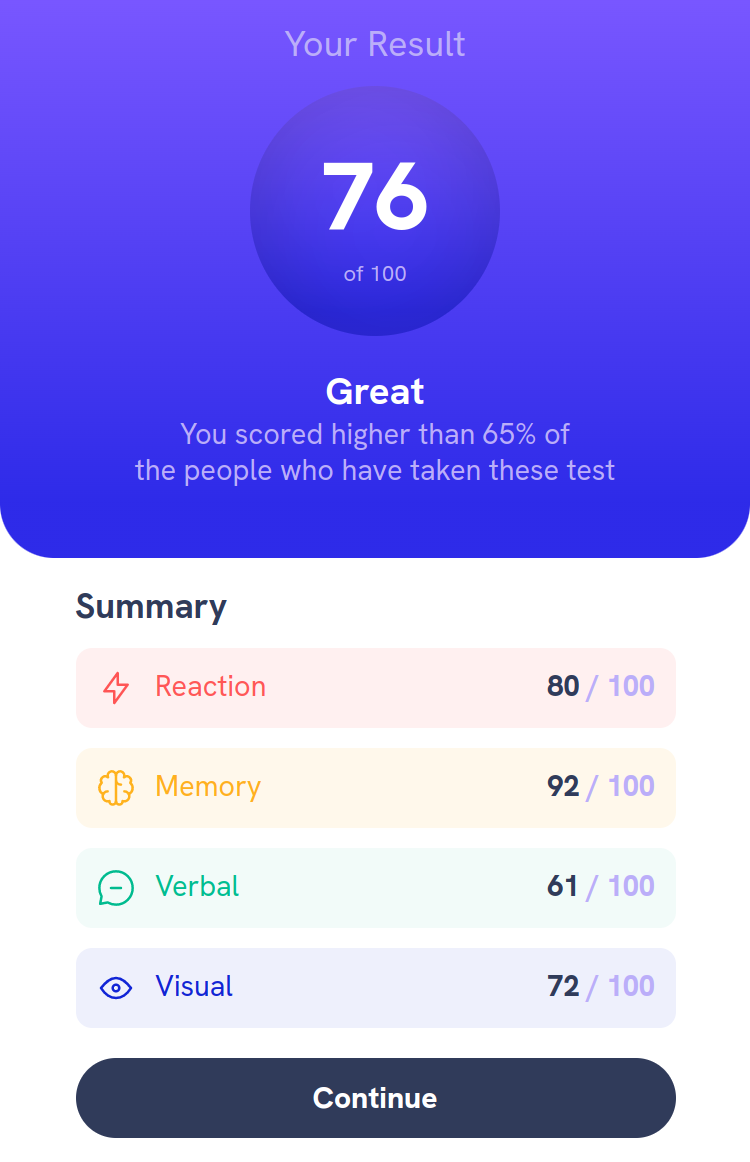 Your Result
76
of 100
Great
You scored higher than 65% of
the people who have taken these test
Summary
Reaction 80 / 100
Memory 92 / 100
Verbal 61 / 100
Visual 72 / 100
Continue